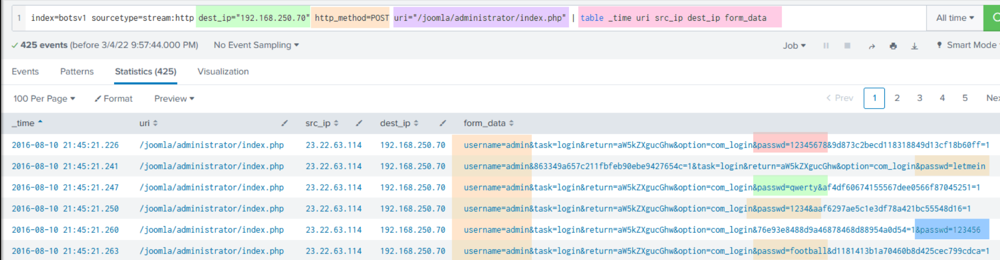 1 index=botsv1 sourcetype=stream:http dest_ip="192.168.250.70" http_method=POST uri="/joomla/administrator/index.php" | table _time uri src_ip dest_ip form_data All time
425 events (before 3/4/22 9:57:44.000 PM) No Event Sampling Job Smart Mode
Events Patterns Statistics (425) Visualization
100 Per Page Format Preview < Prev 1 2 3 4 5 Nex
_time uri src_ip dest_ip form_data
2016-08-10 21:45:21.226 /joomla/administrator/index.php 23.22.63.114 192.168.250.70 username=admin&task=login&return=aW5kZXgucGhw&option=com_login&passwd=12345678&9d873c2becd118318849d13cf18b60ff=1
2016-08-10 21:45:21.241 /joomla/administrator/index.php 23.22.63.114 192.168.250.70 username=admin&863349a657c211fbfeb90ebe9427654c=1&task=login&return=aW5kZXgucGhw&option=com_login&passwd=letmein
2016-08-10 21:45:21.247 /joomla/administrator/index.php 23.22.63.114 192.168.250.70 username=admin&task=login&return=aW5kZXgucGhw&option=com_login&passwd=qwerty&af4df60674155567dee0566f87045251=1
2016-08-10 21:45:21.250 /joomla/administrator/index.php 23.22.63.114 192.168.250.70 username=admin&task=login&return=aW5kZXgucGhw&option=com_login&passwd=1234&aaf6297ae5c1e3df78a421bc55548d16=1
2016-08-10 21:45:21.260 /joomla/administrator/index.php 23.22.63.114 192.168.250.70 username=admin&task=login&return=aW5kZXgucGhw&option=com_login&76e93e8488d9a46878468d88954a0d54=1&passwd=123456
2016-08-10 21:45:21.263 /joomla/administrator/index.php 23.22.63.114 192.168.250.70 username=admin&task=login&return=aW5kZXgucGhw&option=com_login&passwd=football&d1181413b1a70460b8d425cec799cdca=1